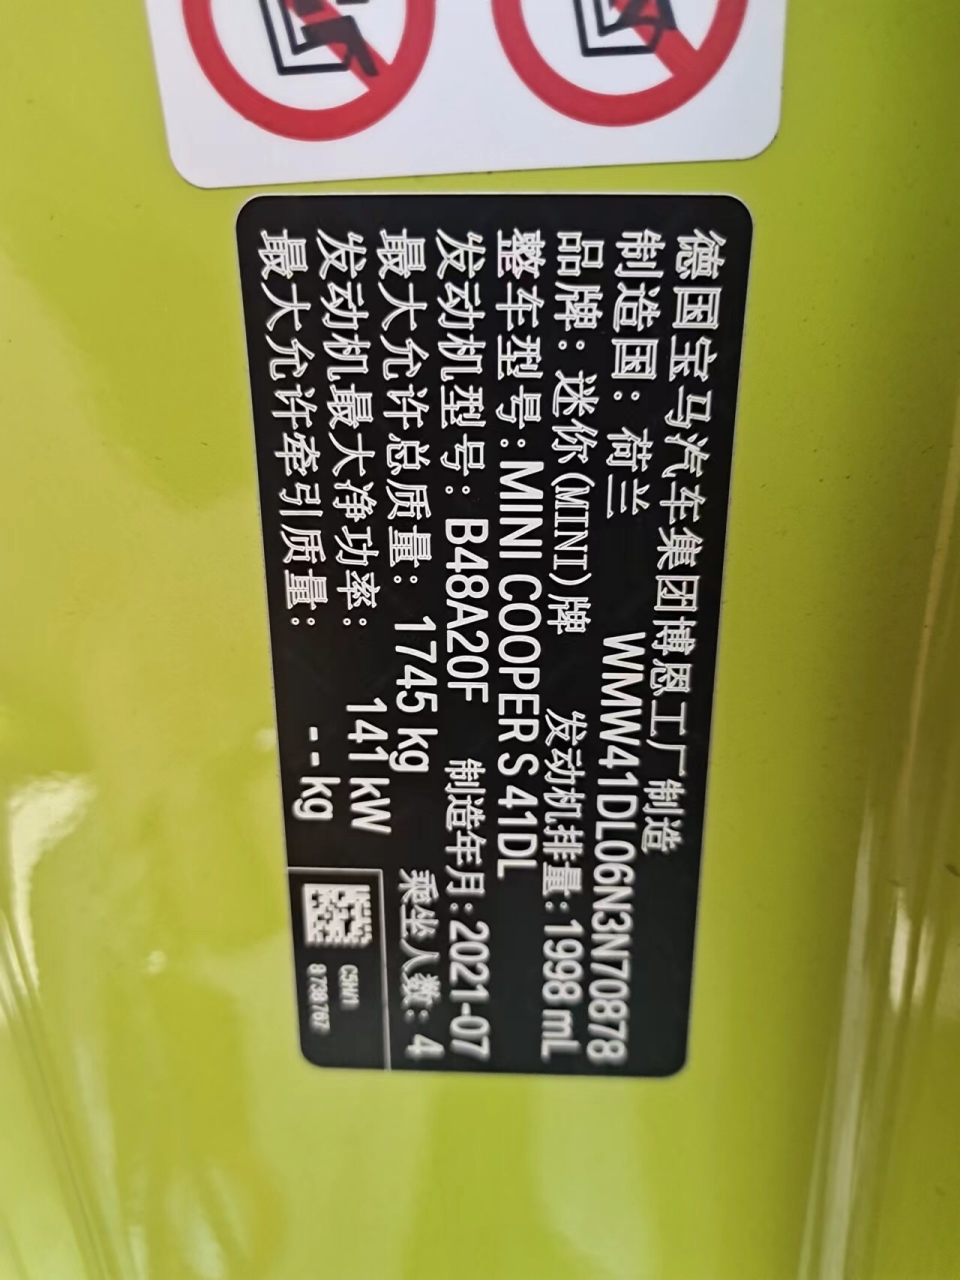 德国宝马汽车集团博恩工厂制造
制造国：荷兰 WMW41DL06N3N70878
品牌：迷你(MINI)牌 发动机排量：1998 mL
整车型号：MINI COOPER S 41DL
发动机型号：B48A20F 制造年月：2021-07
最大允许总质量：1745 kg 乘坐人数：4
发动机最大净功率：141 kW
最大允许牵引质量：- - kg
8 738 767